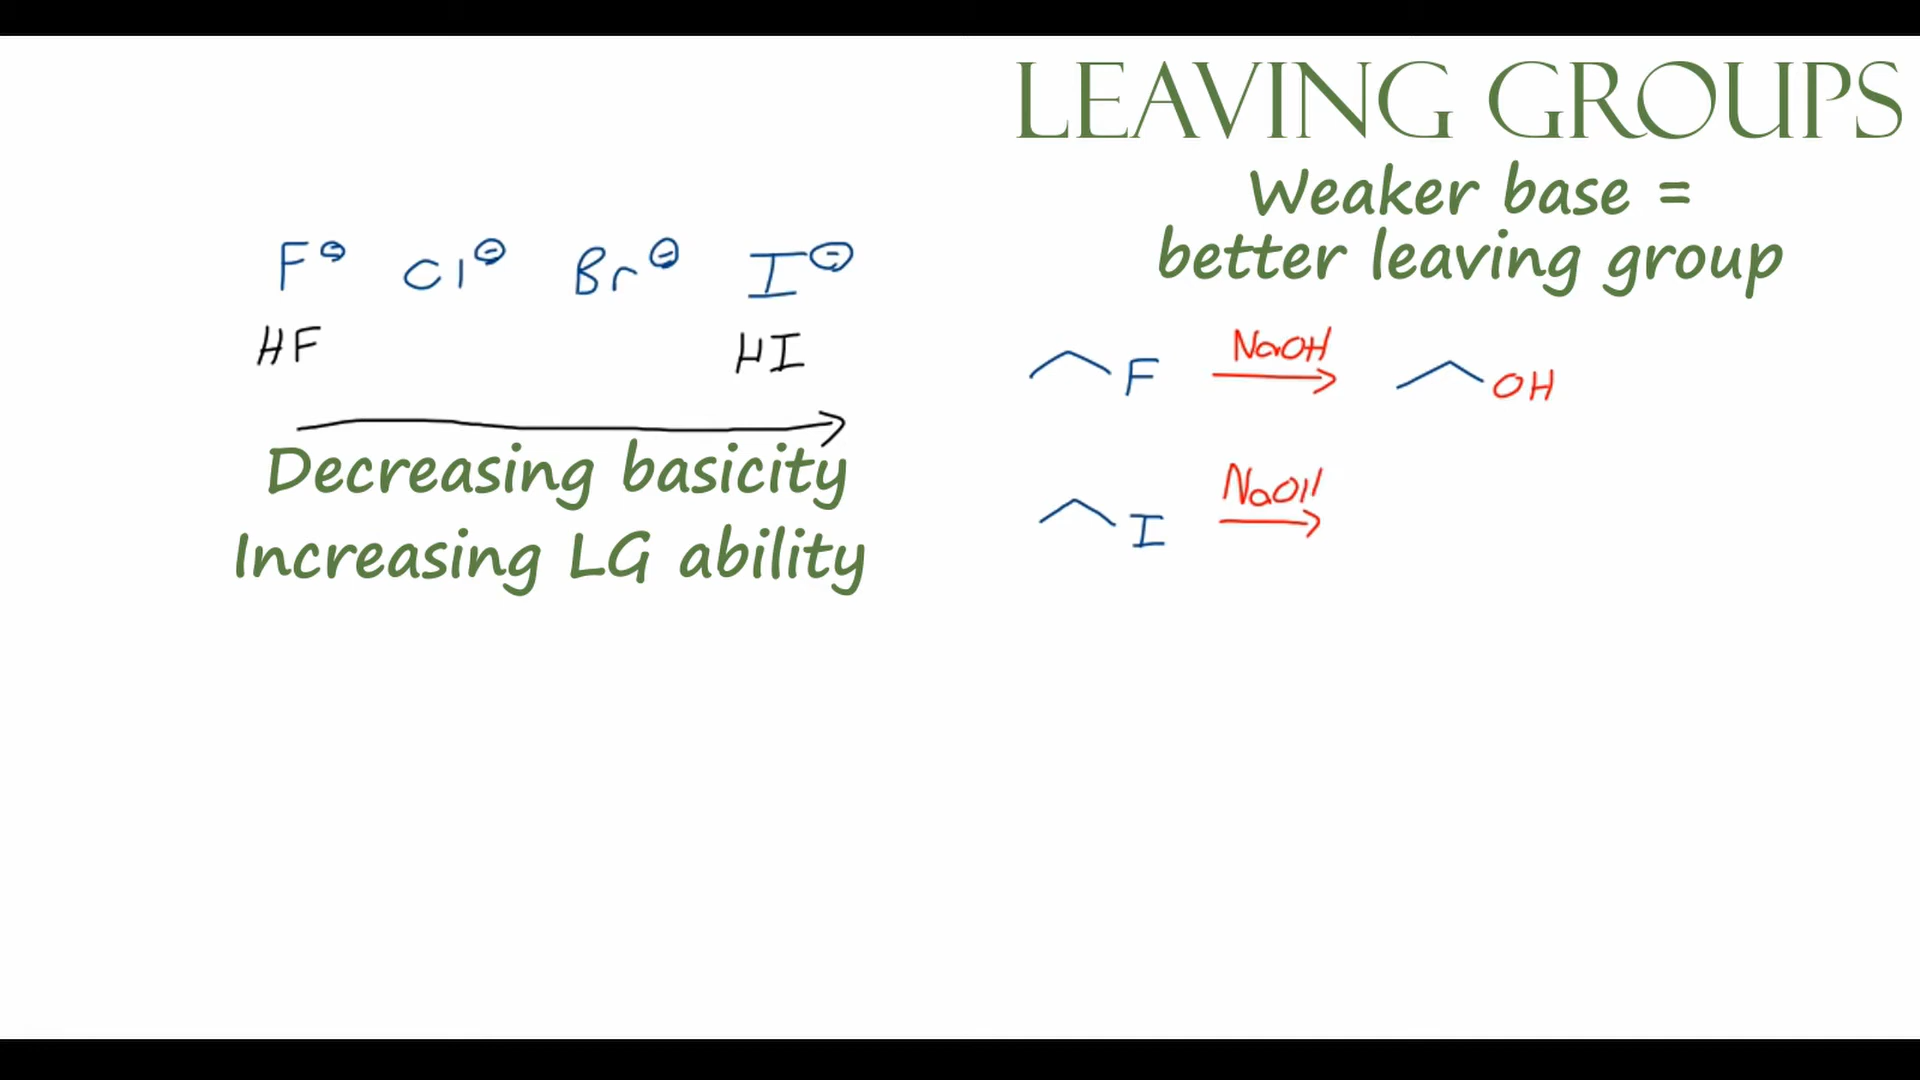 LEAVING GROUPS
Weaker base =
better leaving group
F⊖ Cl⊖ Br⊖ I⊖
HF HI
Decreasing basicity
Increasing LG ability
F NaOH OH
I NaOH